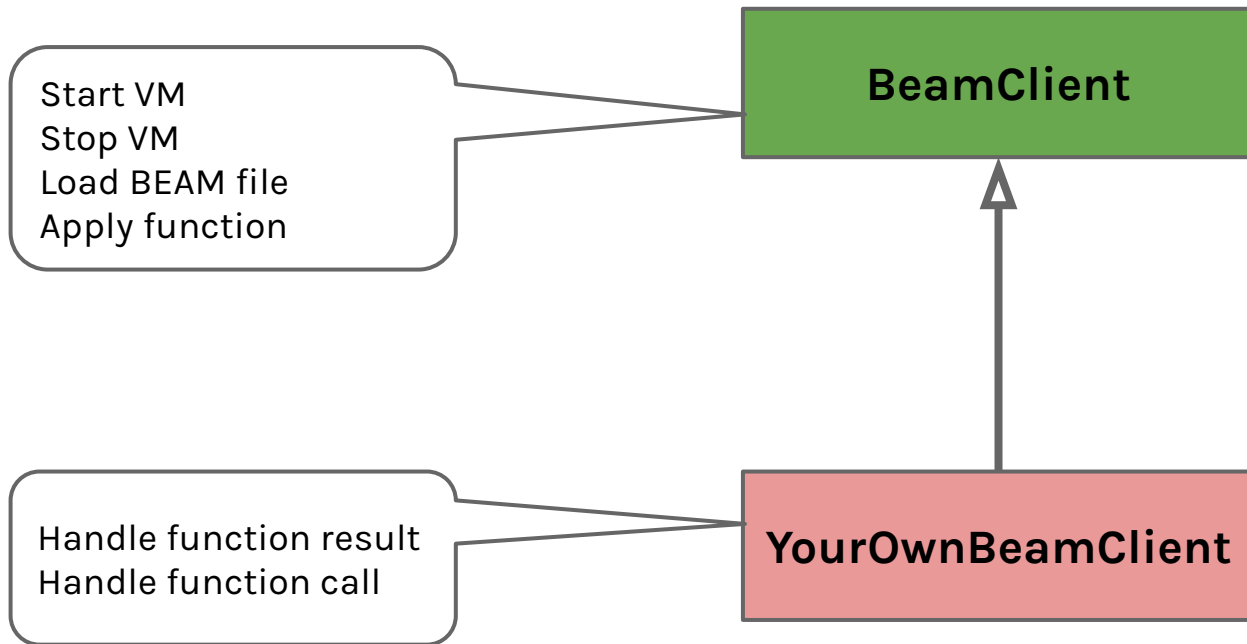 Start VM
Stop VM
Load BEAM file
Apply function
BeamClient
Handle function result
Handle function call
YourOwnBeamClient